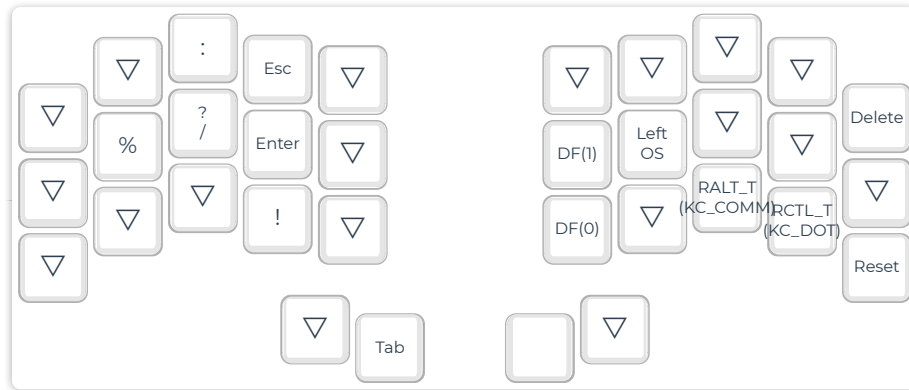 :
Esc
?
/
%
Enter
!
DF(1)
Left
OS
Delete
DF(0)
RALT_T
(KC_COMM)
RCTL_T
(KC_DOT)
Reset
Tab